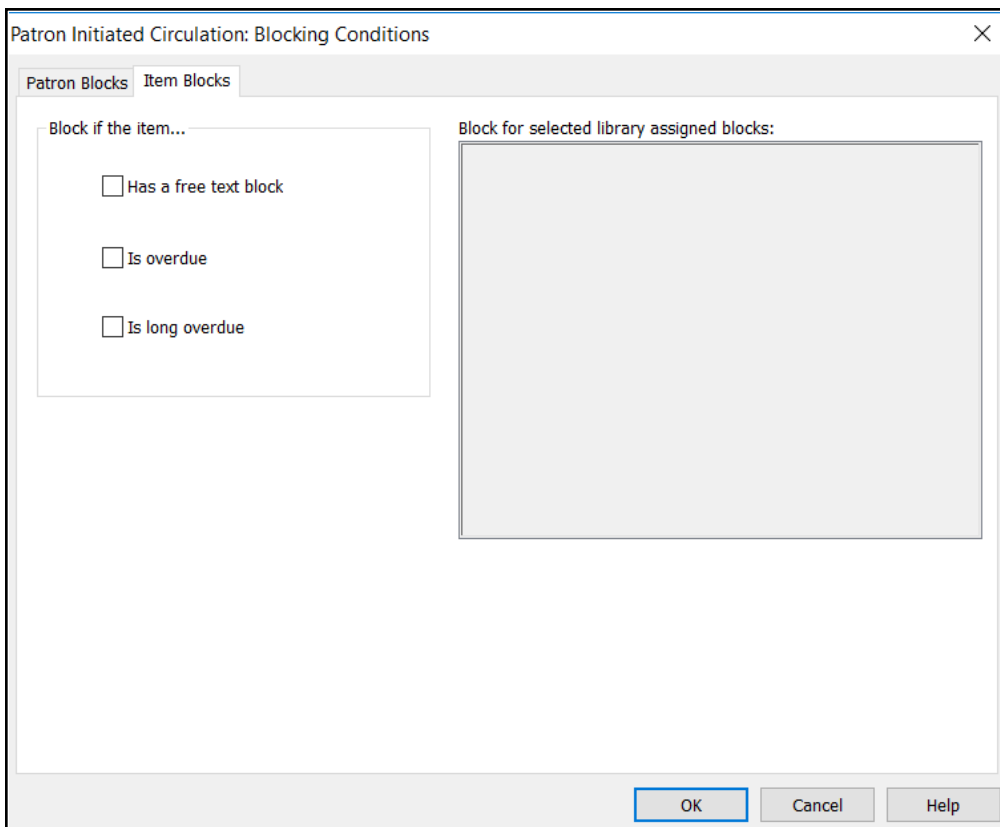 Patron Initiated Circulation: Blocking Conditions
Patron Blocks Item Blocks
Block if the item...
Has a free text block
Is overdue
Is long overdue
Block for selected library assigned blocks:
OK Cancel Help